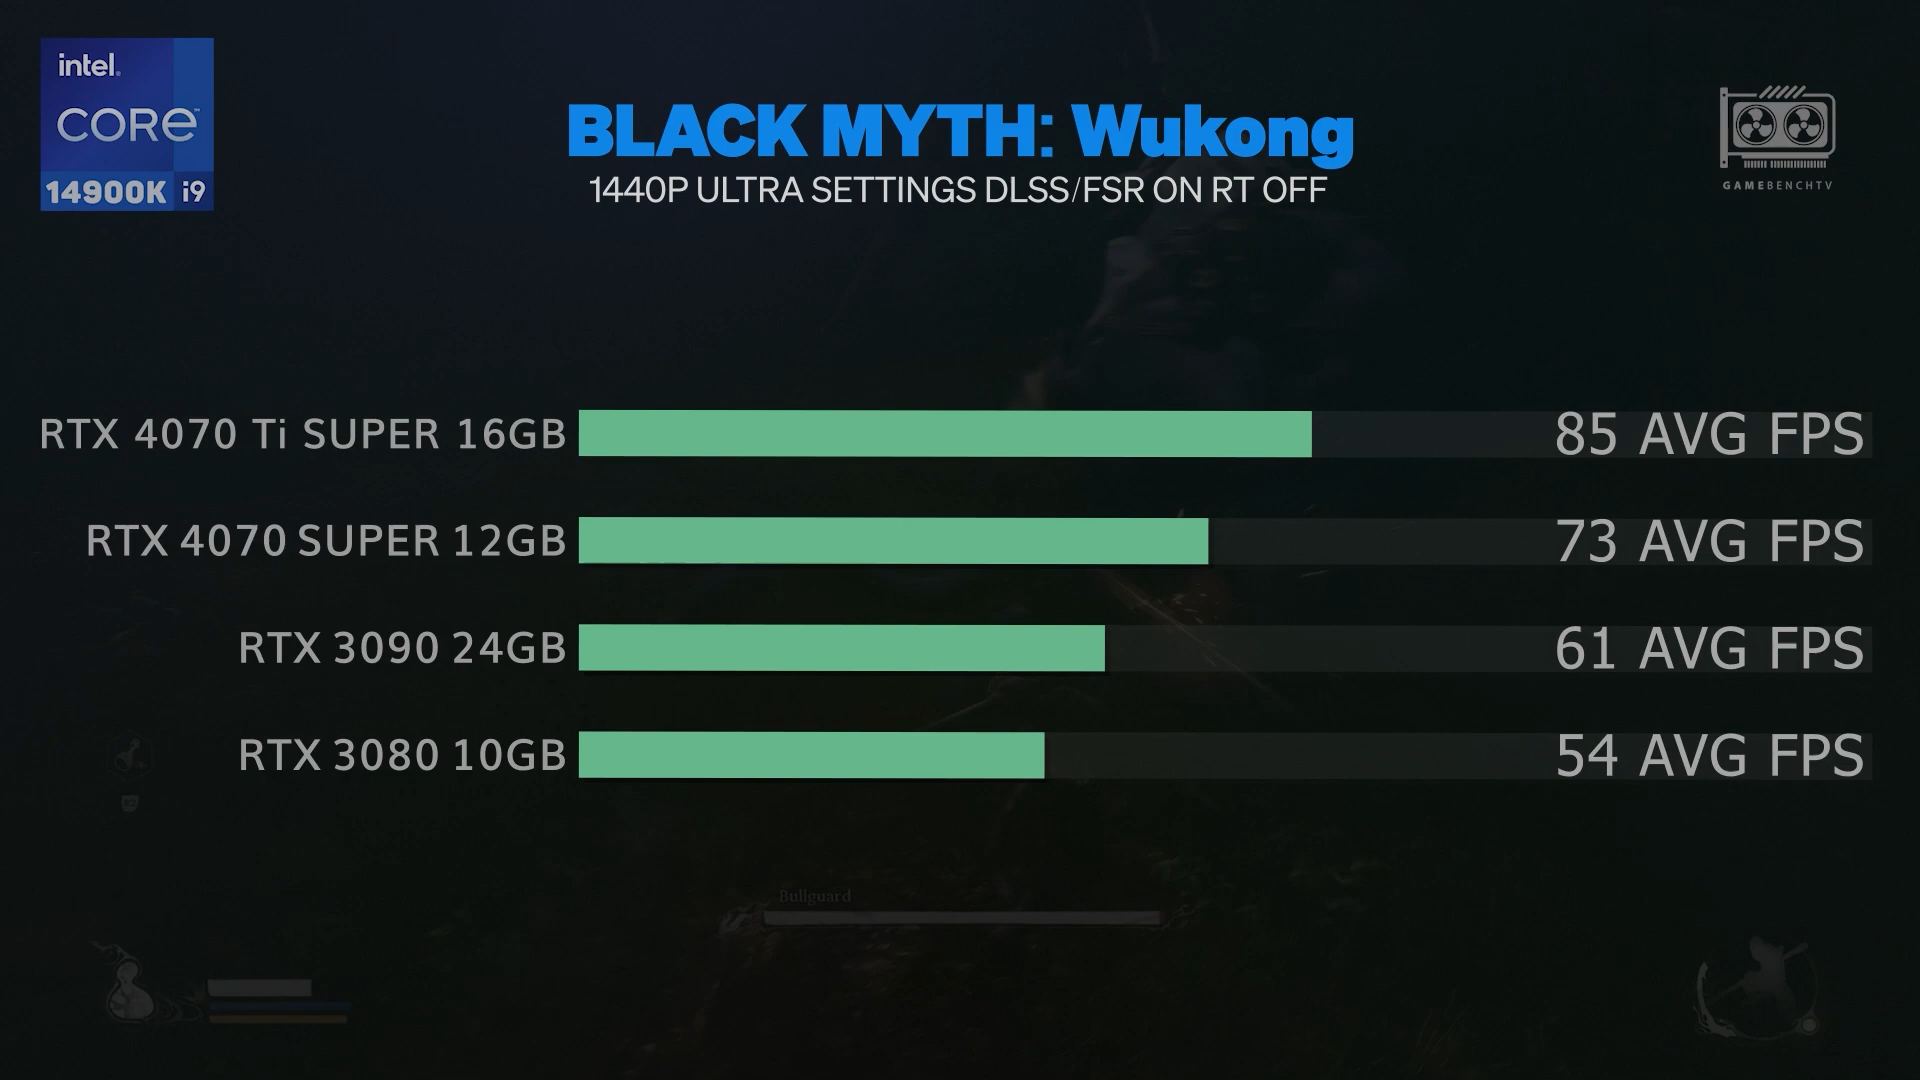 intel.
CORE™
14900K i9
BLACK MYTH: Wukong
1440P ULTRA SETTINGS DLSS/FSR ON RT OFF
GAMEBENCHTV
RTX 4070 Ti SUPER 16GB 85 AVG FPS
RTX 4070 SUPER 12GB 73 AVG FPS
RTX 3090 24GB 61 AVG FPS
RTX 3080 10GB 54 AVG FPS
Bullguard